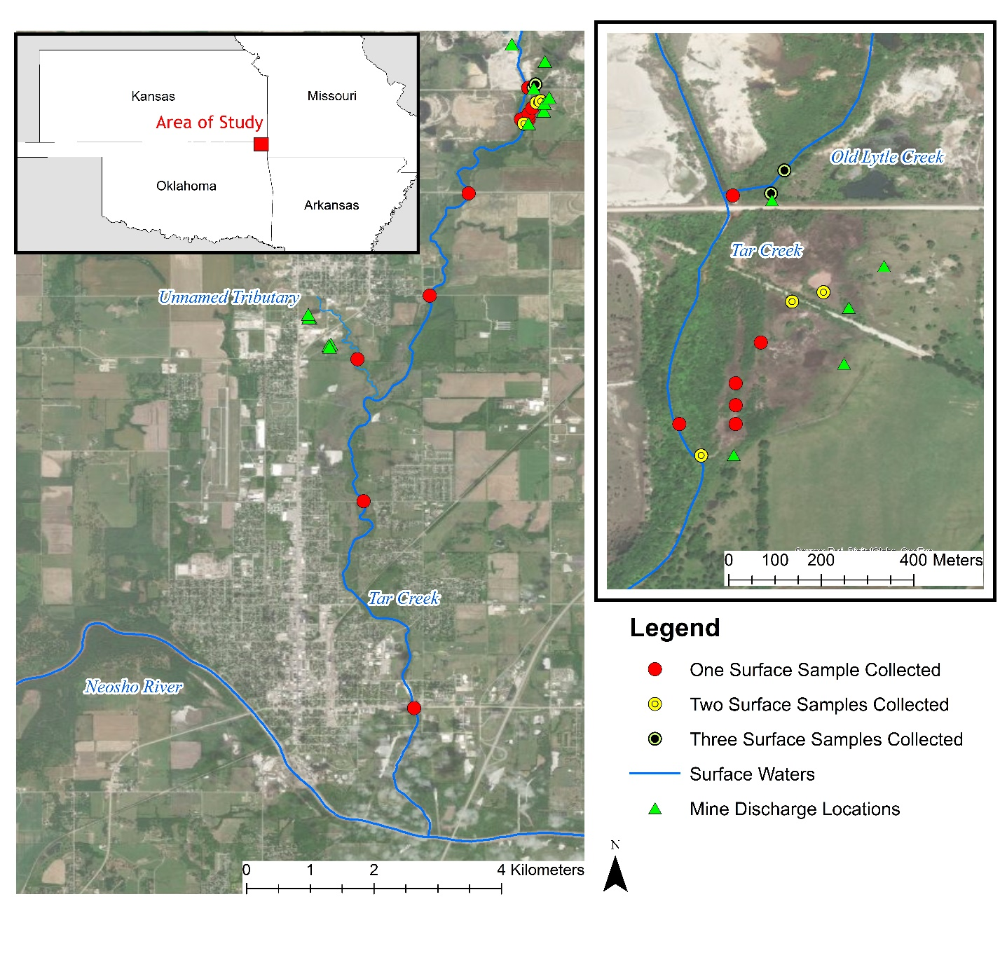 Kansas
Missouri
Area of Study
Oklahoma
Arkansas
Unnamed Tributary
Tar Creek
Neosho River
0 1 2 4 Kilometers
Old Lytle Creek
Tar Creek
0 100 200 400 Meters
Legend
One Surface Sample Collected
Two Surface Samples Collected
Three Surface Samples Collected
Surface Waters
Mine Discharge Locations
N